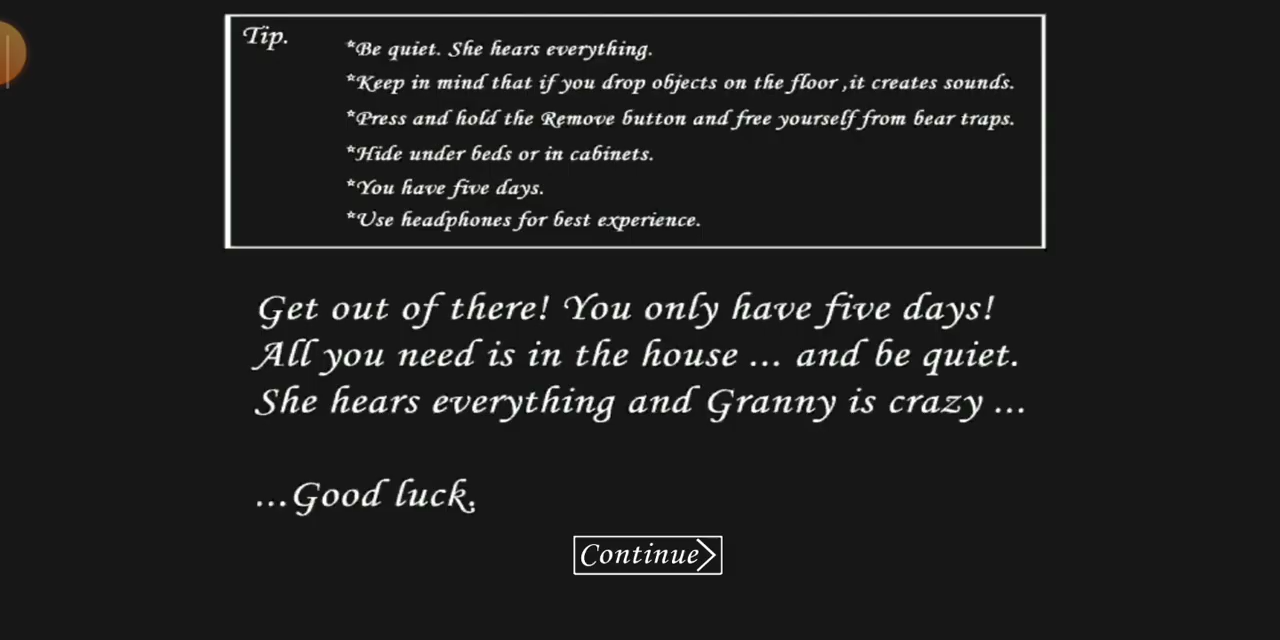 Tip.
*Be quiet. She hears everything.
*Keep in mind that if you drop objects on the floor ,it creates sounds.
*Press and hold the Remove button and free yourself from bear traps.
*Hide under beds or in cabinets.
*You have five days.
*Use headphones for best experience.
Get out of there! You only have five days!
All you need is in the house ... and be quiet.
She hears everything and Granny is crazy ...
...Good luck.
Continue